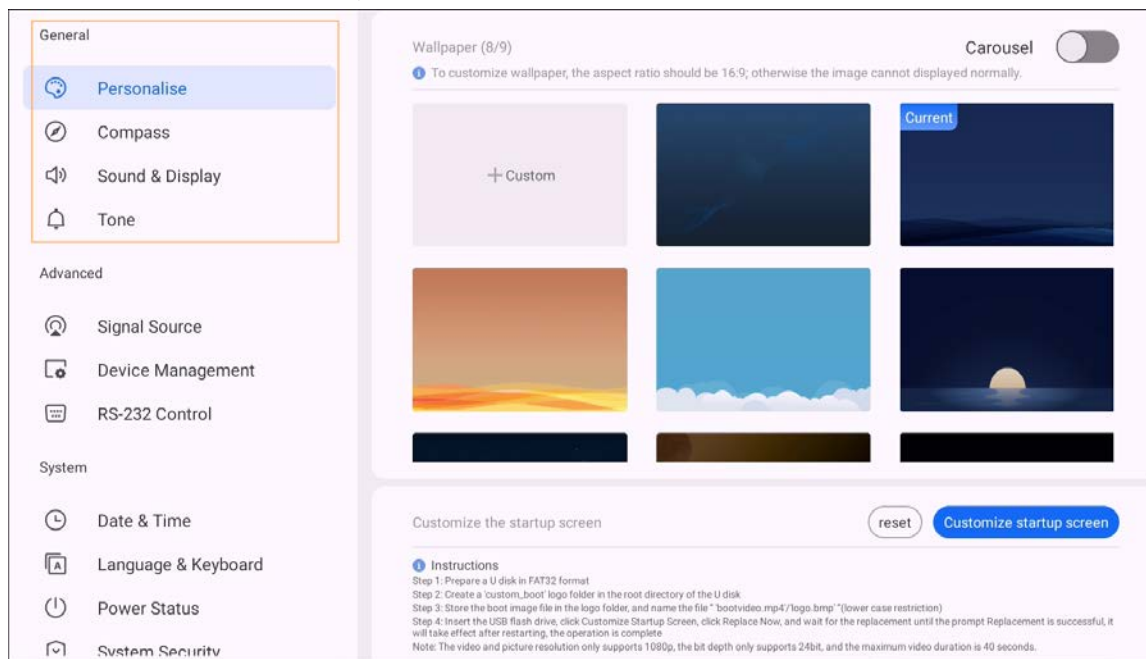 General
Personalise
Compass
Sound & Display
Tone
Advanced
Signal Source
Device Management
RS-232 Control
System
Date & Time
Language & Keyboard
Power Status
System Security
Wallpaper (8/9)
Carousel
To customize wallpaper, the aspect ratio should be 16:9; otherwise the image cannot displayed normally.
+ Custom
Current
Customize the startup screen
reset
Customize startup screen
Instructions
Step 1: Prepare a U disk in FAT32 format
Step 2: Create a 'custom_boot' logo folder in the root directory of the U disk
Step 3: Store the boot image file in the logo folder, and name the file " 'bootvideo.mp4'/'logo.bmp' "(lower case restriction)
Step 4: Insert the USB flash drive, click Customize Startup Screen, click Replace Now, and wait for the replacement until the prompt Replacement is successful, it
will take effect after restarting, the operation is complete
Note: The video and picture resolution only supports 1080p, the bit depth only supports 24bit, and the maximum video duration is 40 seconds.